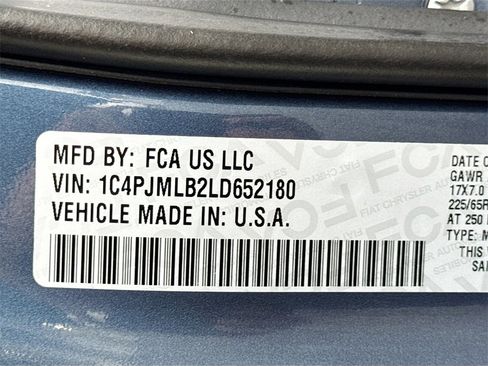 MFD BY: FCA US LLC
VIN: 1C4PJMLB2LD652180
VEHICLE MADE IN: U.S.A.
DATE O
GAWR
17X7.0
225/65R
AT 250
TYPE: M
THIS
SA